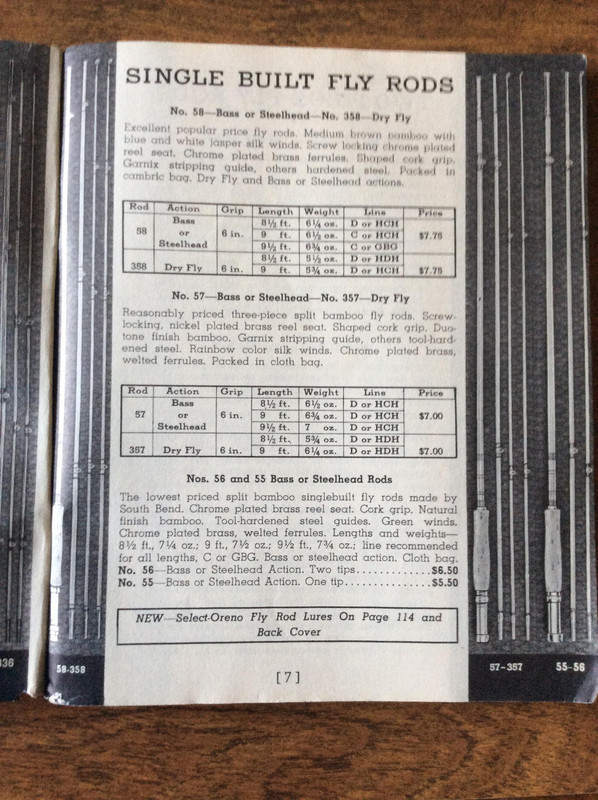 SINGLE BUILT FLY RODS
No. 58—Bass or Steelhead—No. 358—Dry Fly
Excellent popular price fly rods. Medium brown bamboo with
blue and white jasper silk winds. Screw locking chrome plated
reel seat. Chrome plated brass ferrules. Shaped cork grip.
Garnix stripping guide, others hardened steel. Packed in
cambric bag. Dry Fly and Bass or Steelhead actions.
Rod Action Grip Length Weight Line Price
58 Bass or Steelhead 6 in. 8½ ft. 6¼ oz. D or HCH $7.75
9 ft. 6½ oz. C or HCH
9½ ft. 6¾ oz. C or GBG
358 Dry Fly 6 in. 8½ ft. 5½ oz. D or HDH $7.75
9 ft. 5¾ oz. D or HCH
No. 57—Bass or Steelhead—No. 357—Dry Fly
Reasonably priced three-piece split bamboo fly rods. Screw-
locking, nickel plated brass reel seat. Shaped cork grip. Duo-
tone finish bamboo. Garnix stripping guide, others tool-hard-
ened steel. Rainbow color silk winds. Chrome plated brass,
welted ferrules. Packed in cloth bag.
Rod Action Grip Length Weight Line Price
57 Bass or Steelhead 6 in. 8½ ft. 6½ oz. D or HCH $7.00
9 ft. 6¾ oz. D or HCH
9½ ft. 7 oz. D or HCH
357 Dry Fly 6 in. 8½ ft. 5¾ oz. D or HDH $7.00
9 ft. 6¼ oz. D or HDH
Nos. 56 and 55 Bass or Steelhead Rods
The lowest priced split bamboo singlebuilt fly rods made by
South Bend. Chrome plated brass reel seat. Cork grip. Natural
finish bamboo. Tool-hardened steel guides. Green winds.
Chrome plated brass, welted ferrules. Lengths and weights—
8½ ft., 7¼ oz.; 9 ft., 7½ oz.; 9½ ft., 7¾ oz.; line recommended
for all lengths, C or GBG. Bass or steelhead action. Cloth bag.
No. 56—Bass or Steelhead Action. Two tips.............$6.50
No. 55—Bass or Steelhead Action. One tip...............$5.50
NEW—Select-Oreno Fly Rod Lures On Page 114 and
Back Cover
[7]
58-358
57-357
55-56